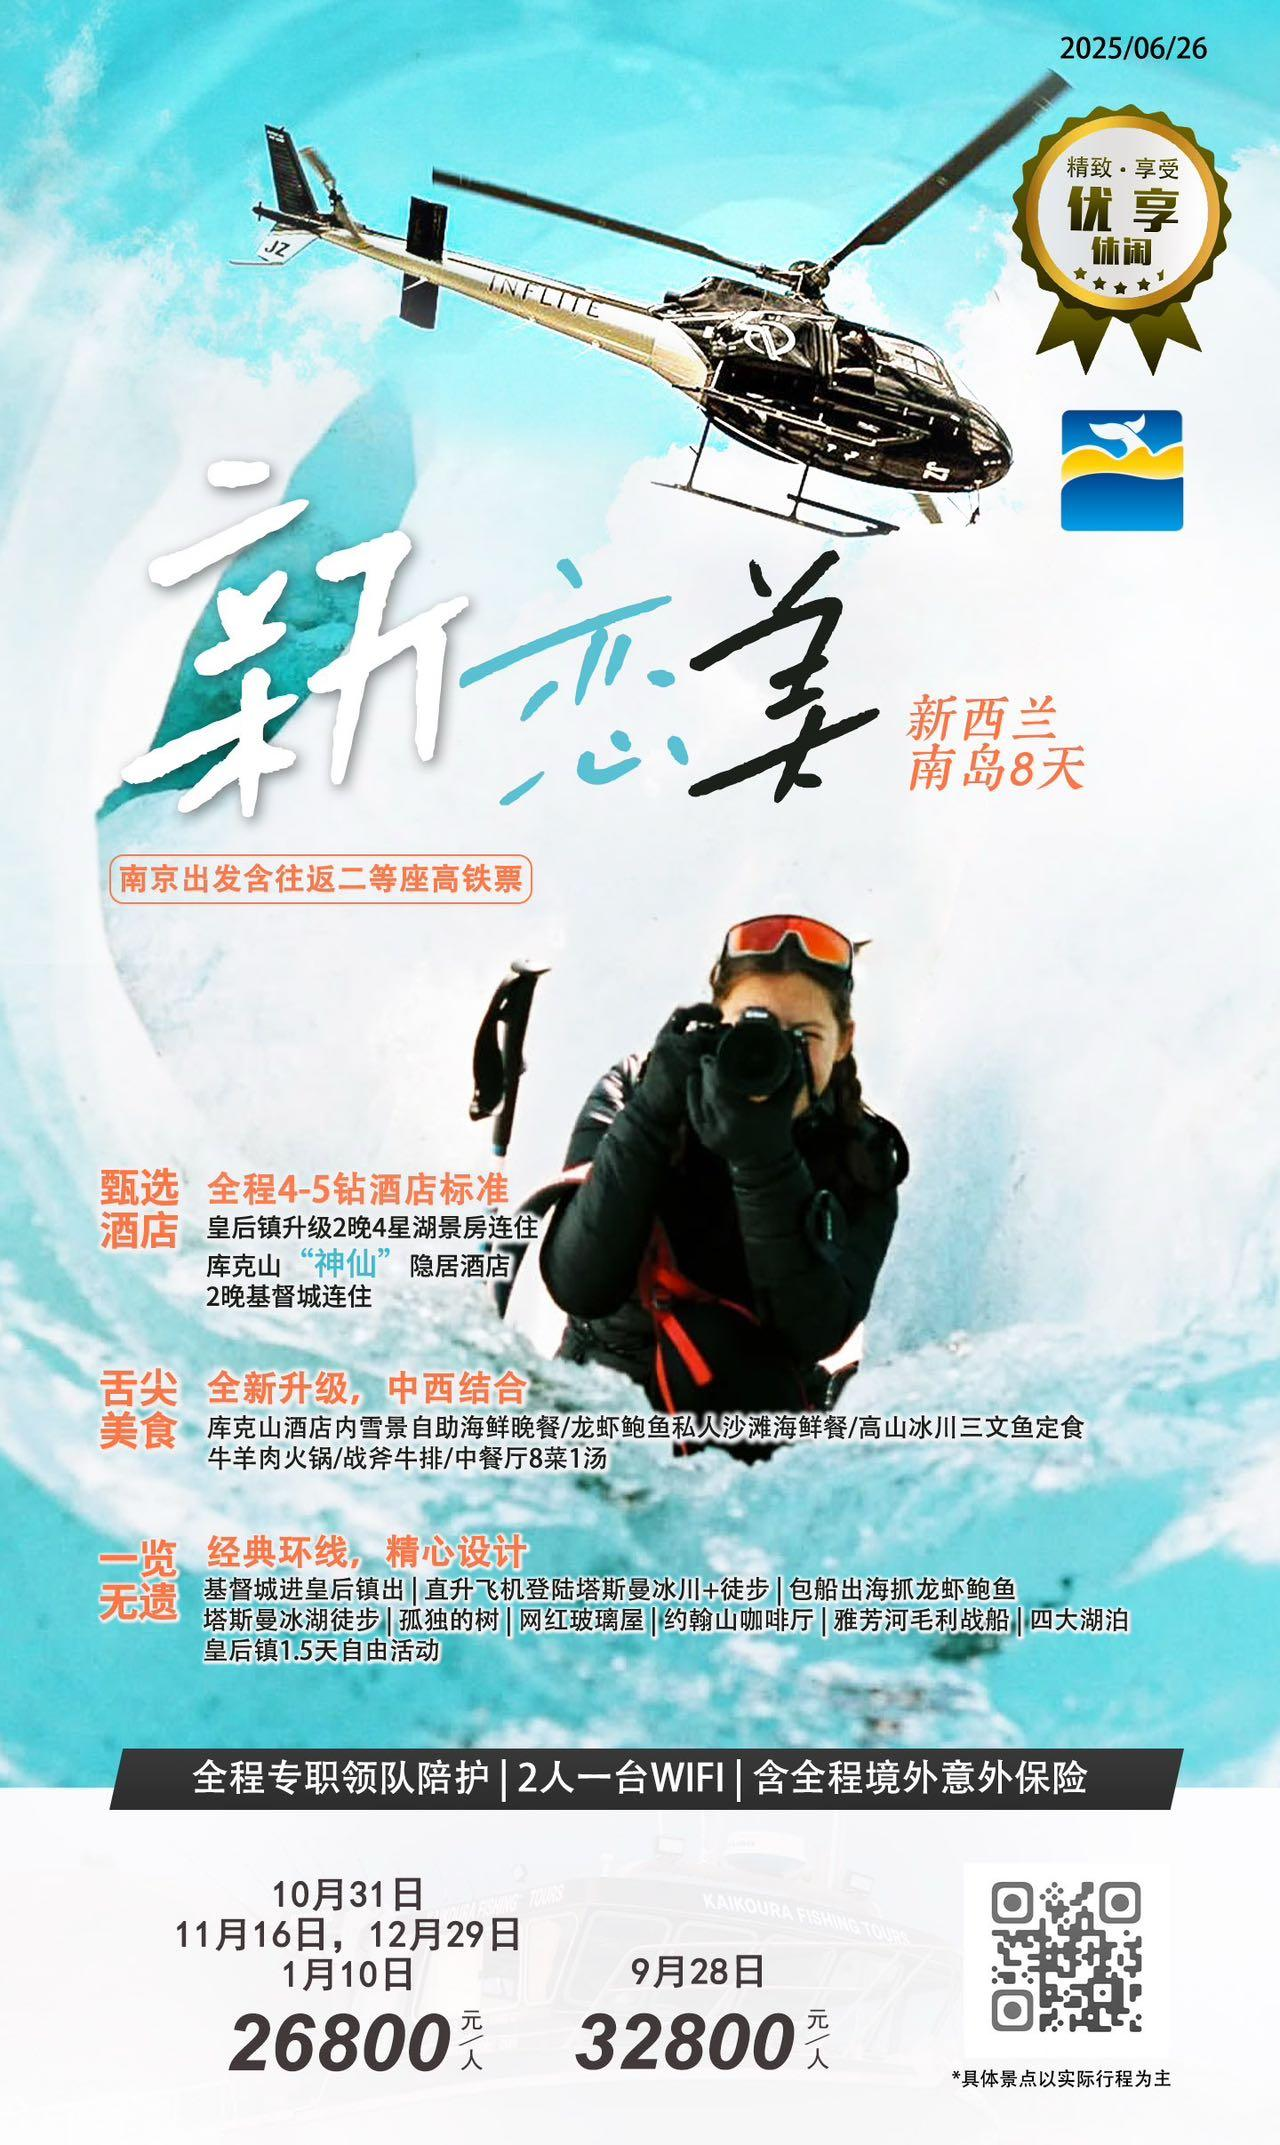 2025/06/26
精致·享受
优享
休闲
JZ
INFLITE
新恋美
新西兰
南岛8天
南京出发含往返二等座高铁票
甄选
酒店
全程4-5钻酒店标准
皇后镇升级2晚4星湖景房连住
库克山“神仙”隐居酒店
2晚基督城连住
舌尖
美食
全新升级，中西结合
库克山酒店内雪景自助海鲜晚餐/龙虾鲍鱼私人沙滩海鲜餐/高山冰川三文鱼定食
牛羊肉火锅/战斧牛排/中餐厅8菜1汤
一览
无遗
经典环线，精心设计
基督城进皇后镇出|直升飞机登陆塔斯曼冰川+徒步|包船出海抓龙虾鲍鱼
塔斯曼冰湖徒步|孤独的树|网红玻璃屋|约翰山咖啡厅|雅芳河毛利战船|四大湖泊
皇后镇1.5天自由活动
全程专职领队陪护|2人一台WIFI|含全程境外意外保险
KAIKOURA FISHING TOURS
KAIKOURA FISHING TOURS
10月31日
11月16日，12月29日
1月10日
26800元/人
9月28日
32800元/人
*具体景点以实际行程为主